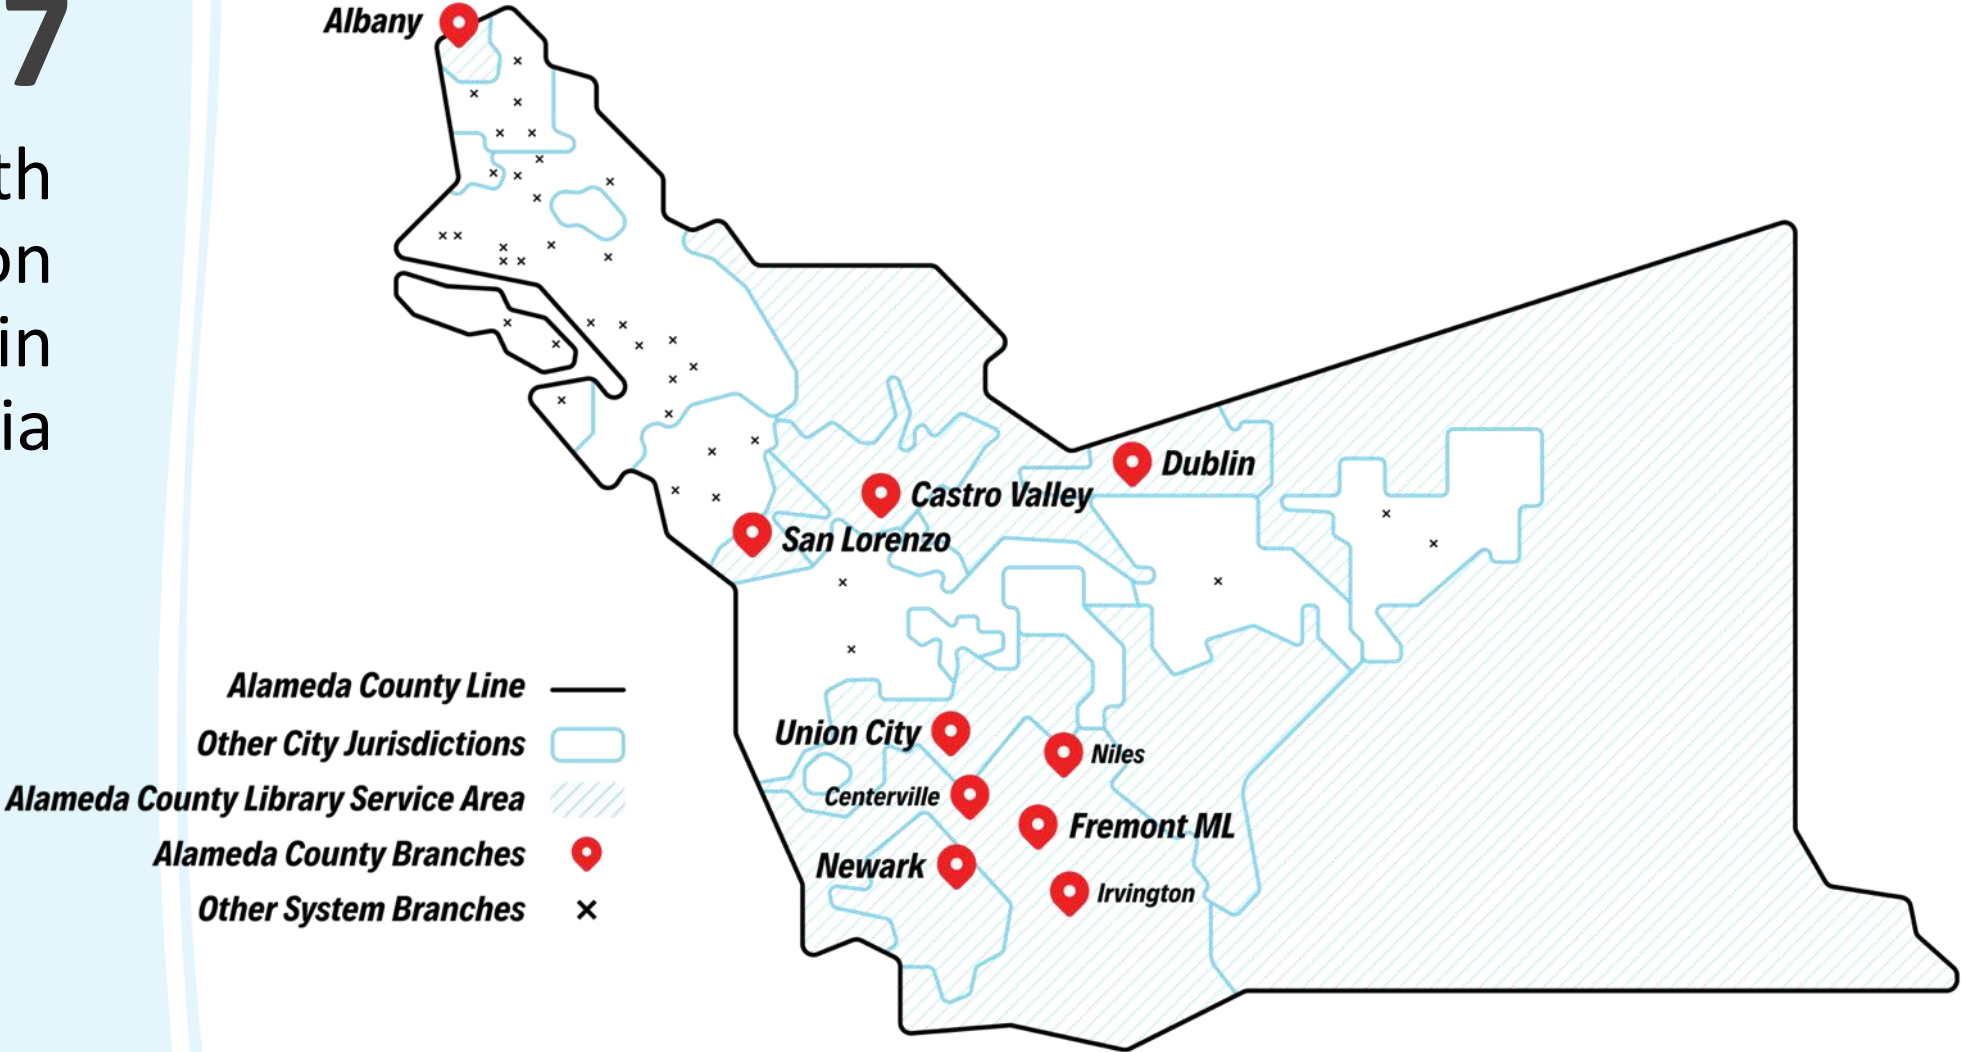 7
th
on
in
ia
Albany
Dublin
Castro Valley
San Lorenzo
Union City
Niles
Centerville
Fremont ML
Newark
Irvington
Alameda County Line
Other City Jurisdictions
Alameda County Library Service Area
Alameda County Branches
Other System Branches